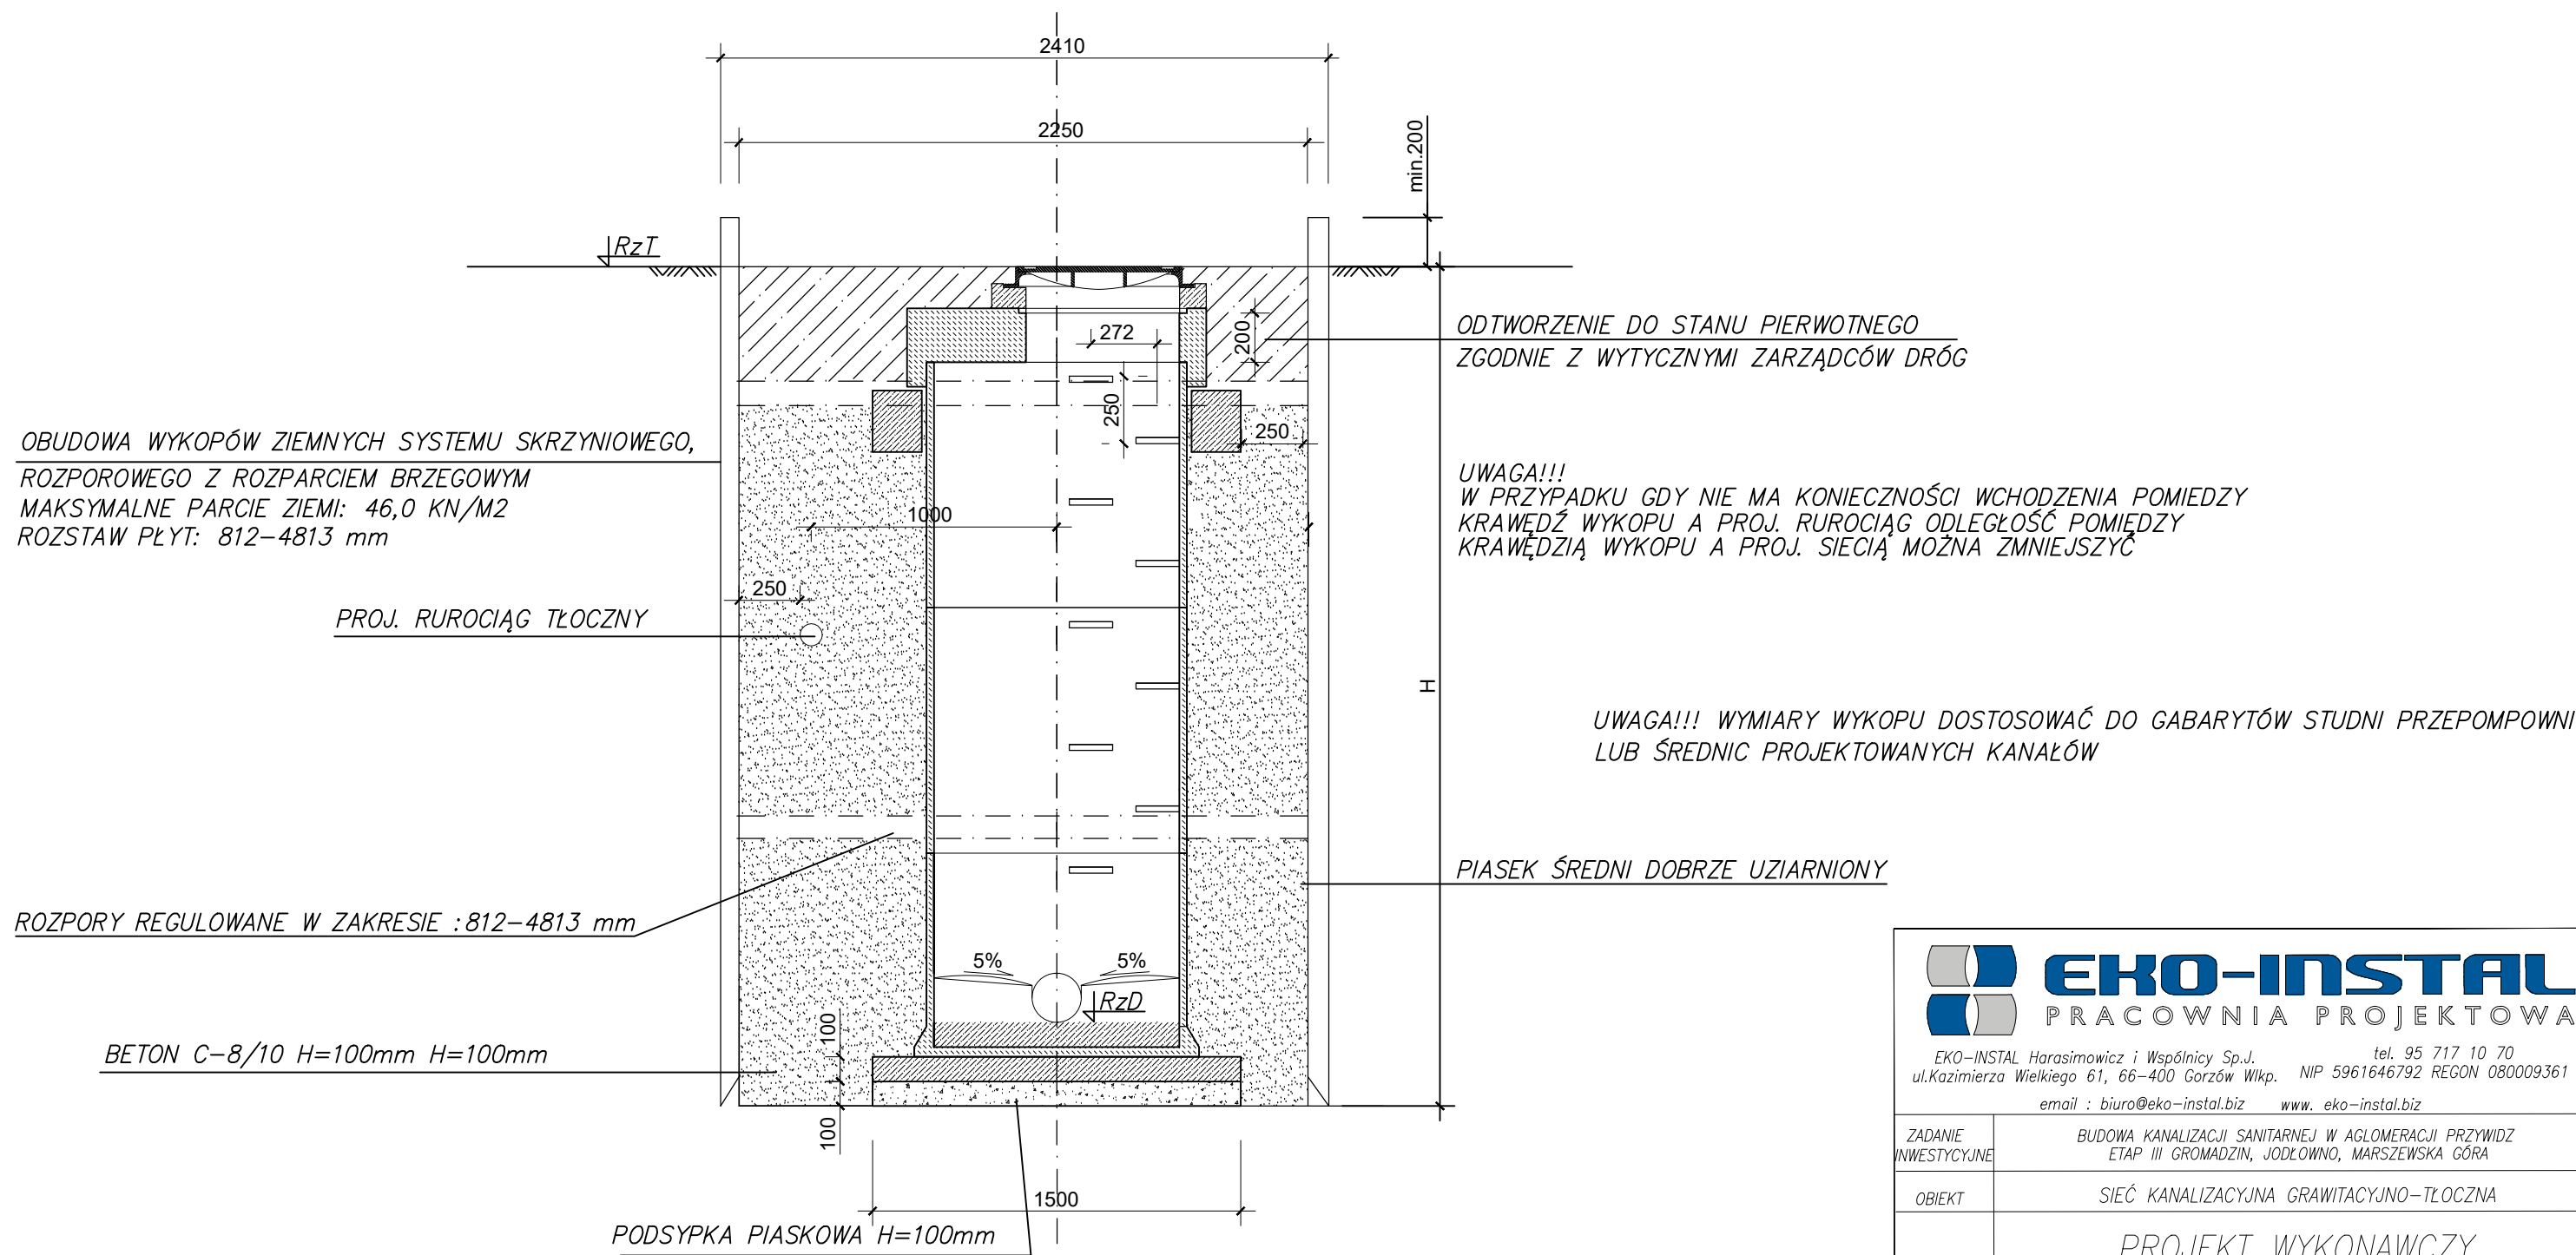 2410
2250
min.200
RzT
272
200
250
250
1000
250
H
OBUDOWA WYKOPÓW ZIEMNYCH SYSTEMU SKRZYNIOWEGO,
ROZPOROWEGO Z ROZPARCIEM BRZEGOWYM
MAKSYMALNE PARCIE ZIEMI: 46,0 KN/M2
ROZSTAW PŁYT: 812-4813 mm
PROJ. RUROCIĄG TŁOCZNY
ROZPORY REGULOWANE W ZAKRESIE :812-4813 mm
BETON C-8/10 H=100mm H=100mm
5%
5%
RzD
100
100
1500
PODSYPKA PIASKOWA H=100mm
ODTWORZENIE DO STANU PIERWOTNEGO
ZGODNIE Z WYTYCZNYMI ZARZĄDCÓW DRÓG
UWAGA!!!
W PRZYPADKU GDY NIE MA KONIECZNOŚCI WCHODZENIA POMIEDZY
KRAWĘDŹ WYKOPU A PROJ. RUROCIĄG ODLEGŁOŚĆ POMIĘDZY
KRAWĘDZIĄ WYKOPU A PROJ. SIECIĄ MOŻNA ZMNIEJSZYĆ
UWAGA!!! WYMIARY WYKOPU DOSTOSOWAĆ DO GABARYTÓW STUDNI PRZEPOMPOWNI
LUB ŚREDNIC PROJEKTOWANYCH KANAŁÓW
PIASEK ŚREDNI DOBRZE UZIARNIONY
EKO-INSTAL
PRACOWNIA PROJEKTOWA
EKO-INSTAL Harasimowicz i Wspólnicy Sp.J.
tel. 95 717 10 70
ul.Kazimierza Wielkiego 61, 66-400 Gorzów Wlkp.
NIP 5961646792 REGON 080009361
email : biuro@eko-instal.biz www. eko-instal.biz
ZADANIE
INWESTYCYJNE
BUDOWA KANALIZACJI SANITARNEJ W AGLOMERACJI PRZYWIDZ
ETAP III GROMADZIN, JODŁOWNO, MARSZEWSKA GÓRA
OBIEKT
SIEĆ KANALIZACYJNA GRAWITACYJNO-TŁOCZNA
PROJEKT WYKONAWCZY